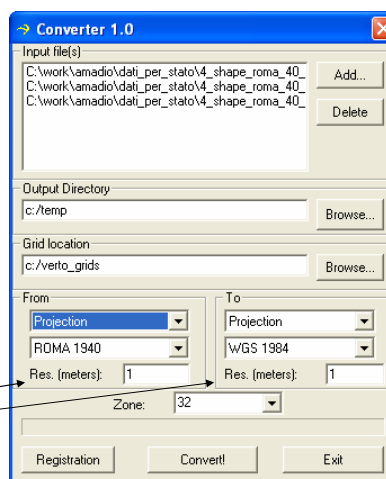 Converter 1.0
Input file(s)
C:\work\amadio\dati_per_stato\4_shape_roma_40_
C:\work\amadio\dati_per_stato\4_shape_roma_40_
C:\work\amadio\dati_per_stato\4_shape_roma_40_
Add...
Delete
Output Directory
c:/temp
Browse...
Grid location
c:/verto_grids
Browse...
From
To
Projection
Projection
ROMA 1940
WGS 1984
Res. (meters): 1
Res. (meters): 1
Zone: 32
Registration
Convert!
Exit